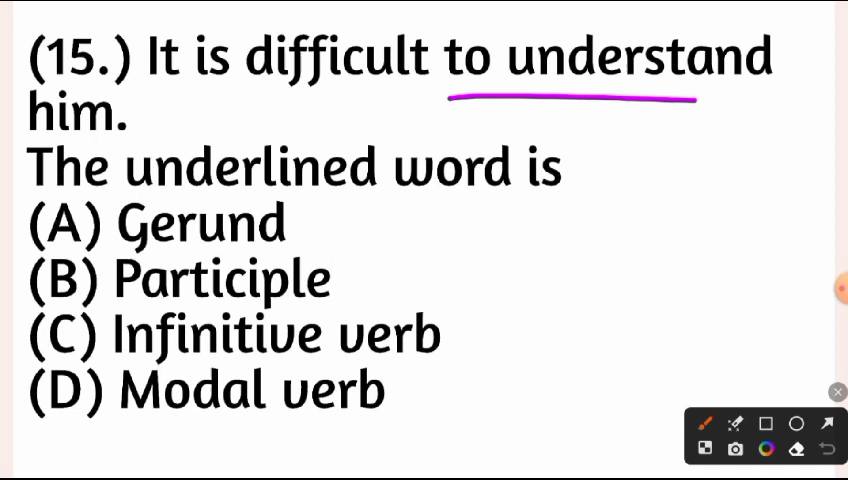 (15.) It is difficult to understand
him.
The underlined word is
(A) Gerund
(B) Participle
(C) Infinitive verb
(D) Modal verb